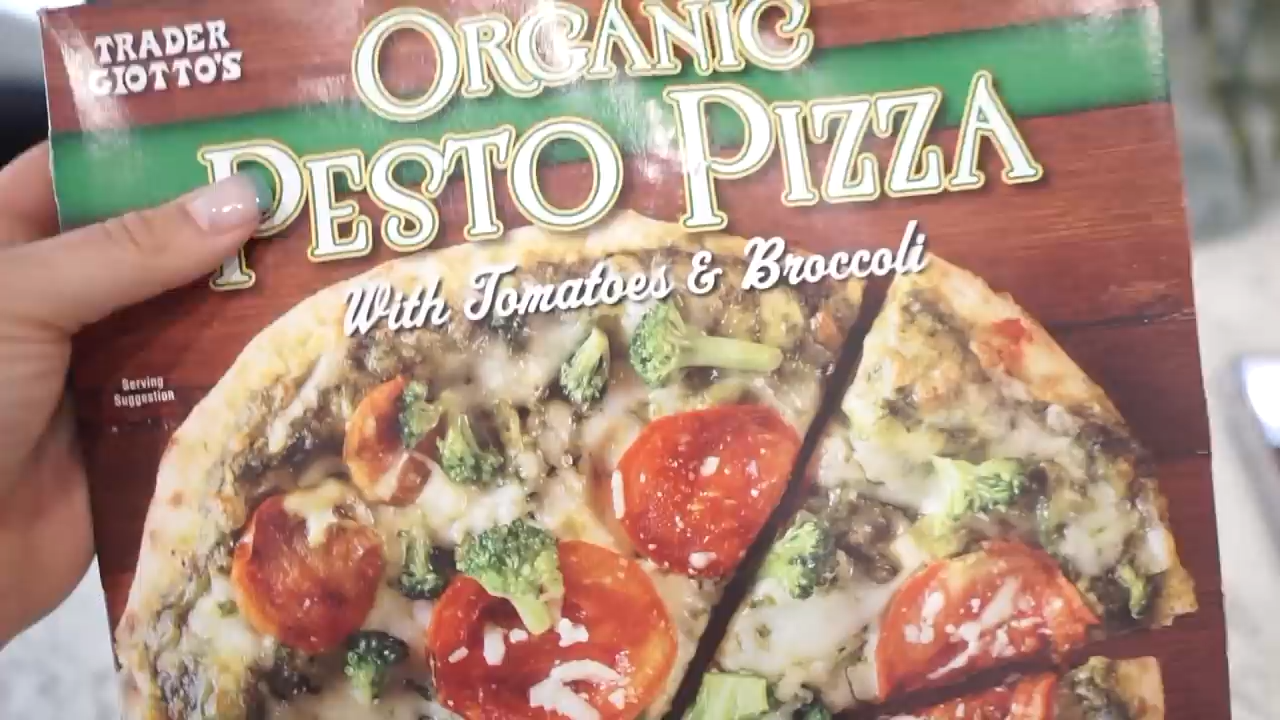 TRADER
GIOTTO'S
ORGANIC
PESTO PIZZA
With Tomatoes & Broccoli
Serving
Suggestion